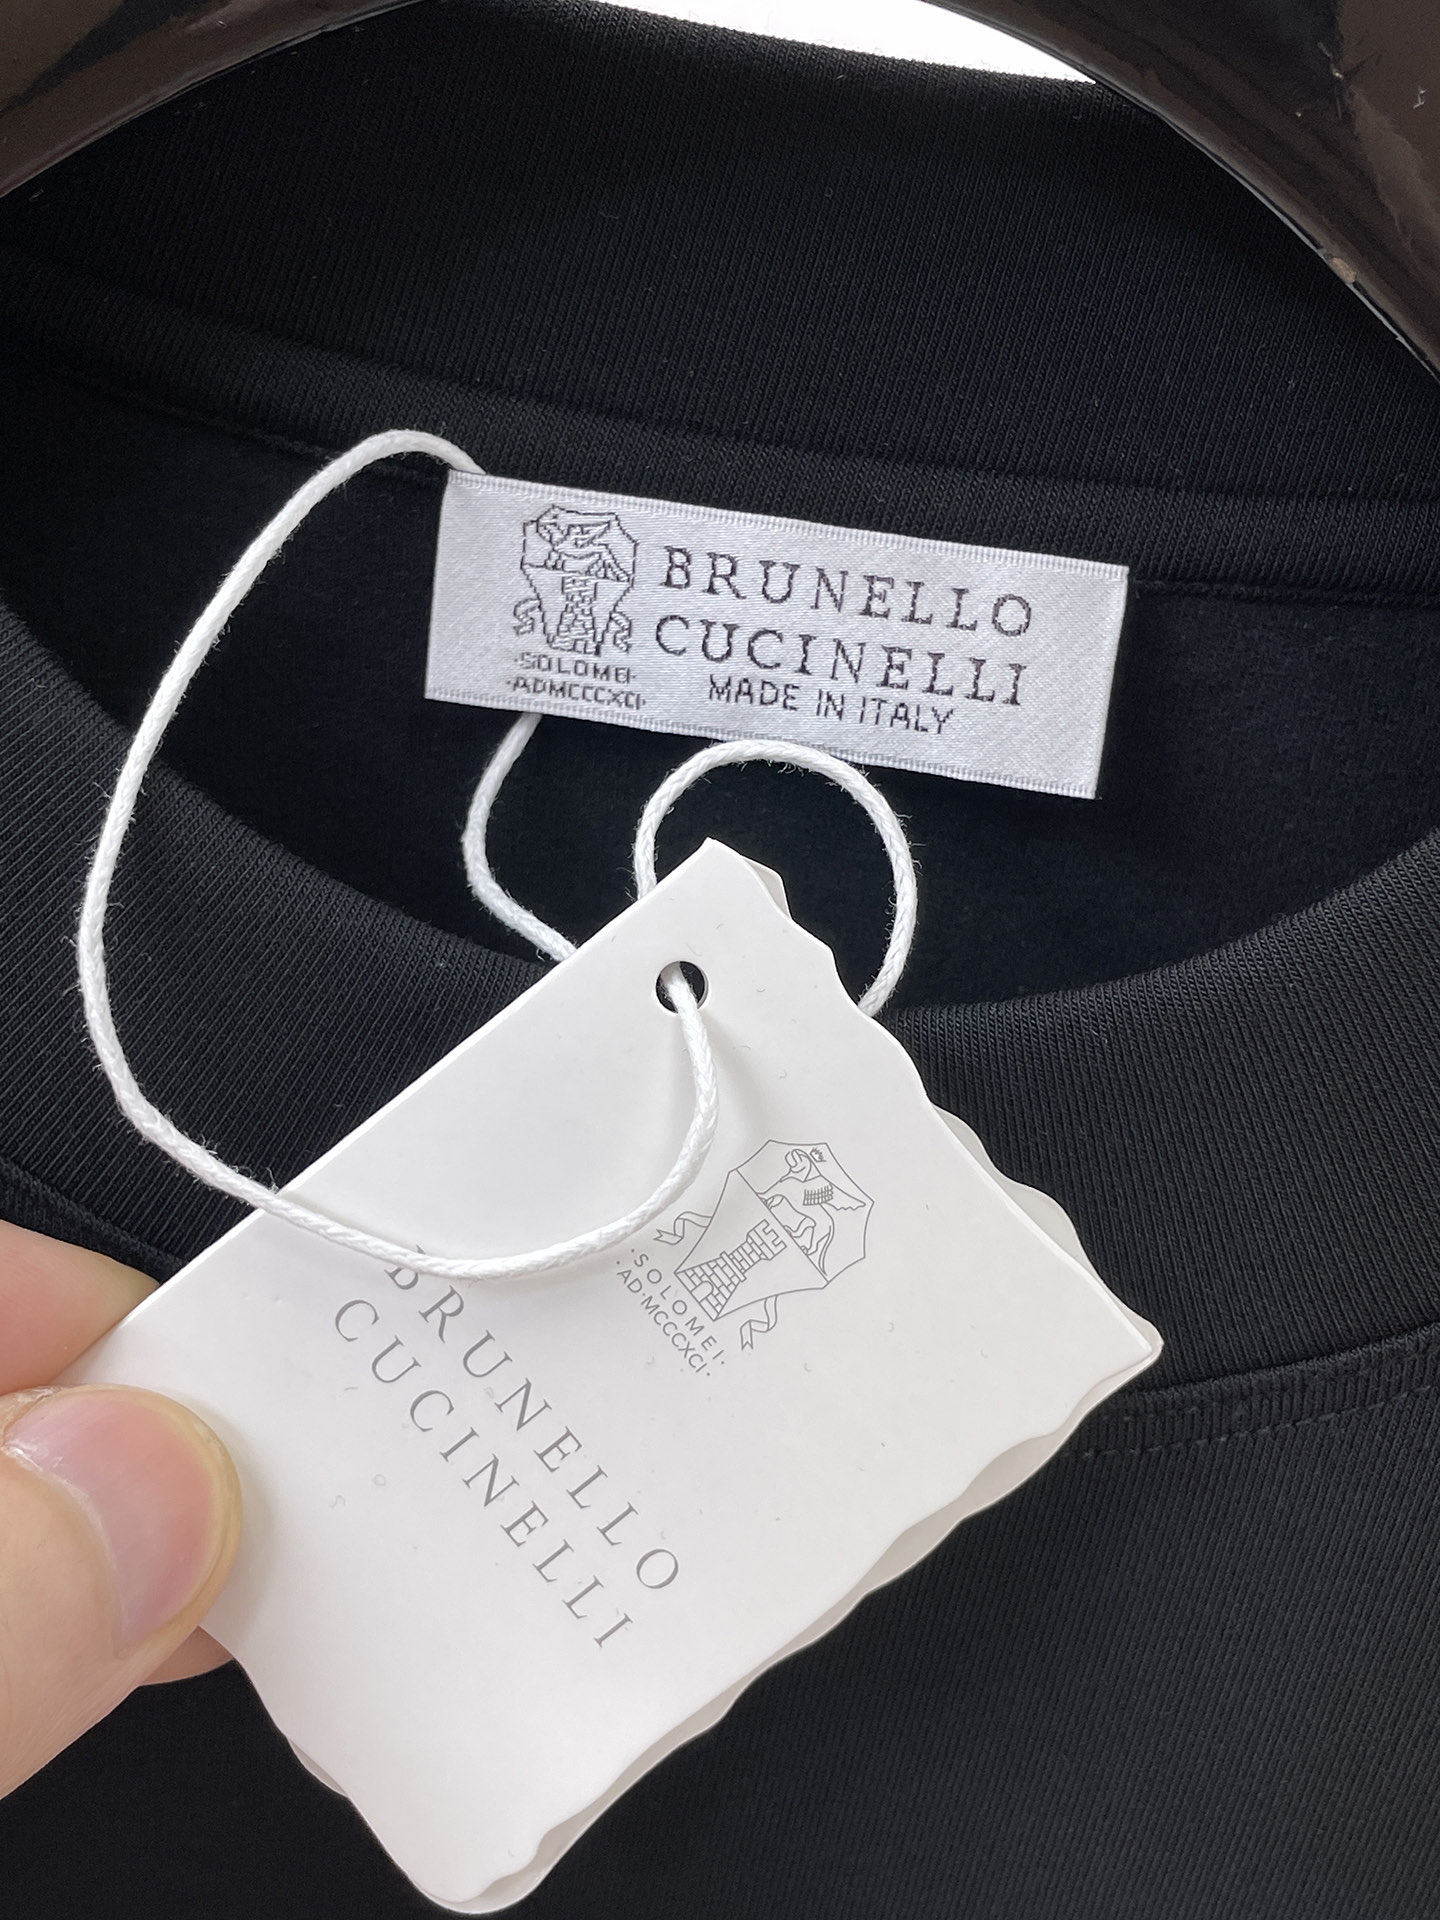 BRUNELLO
CUCINELLI
MADE IN ITALY
·SOLOMEI·
·ADMCCCXCI·
·SOLOMEI·
·AD·MCCCXCI·
BRUNELLO
CUCINELLI